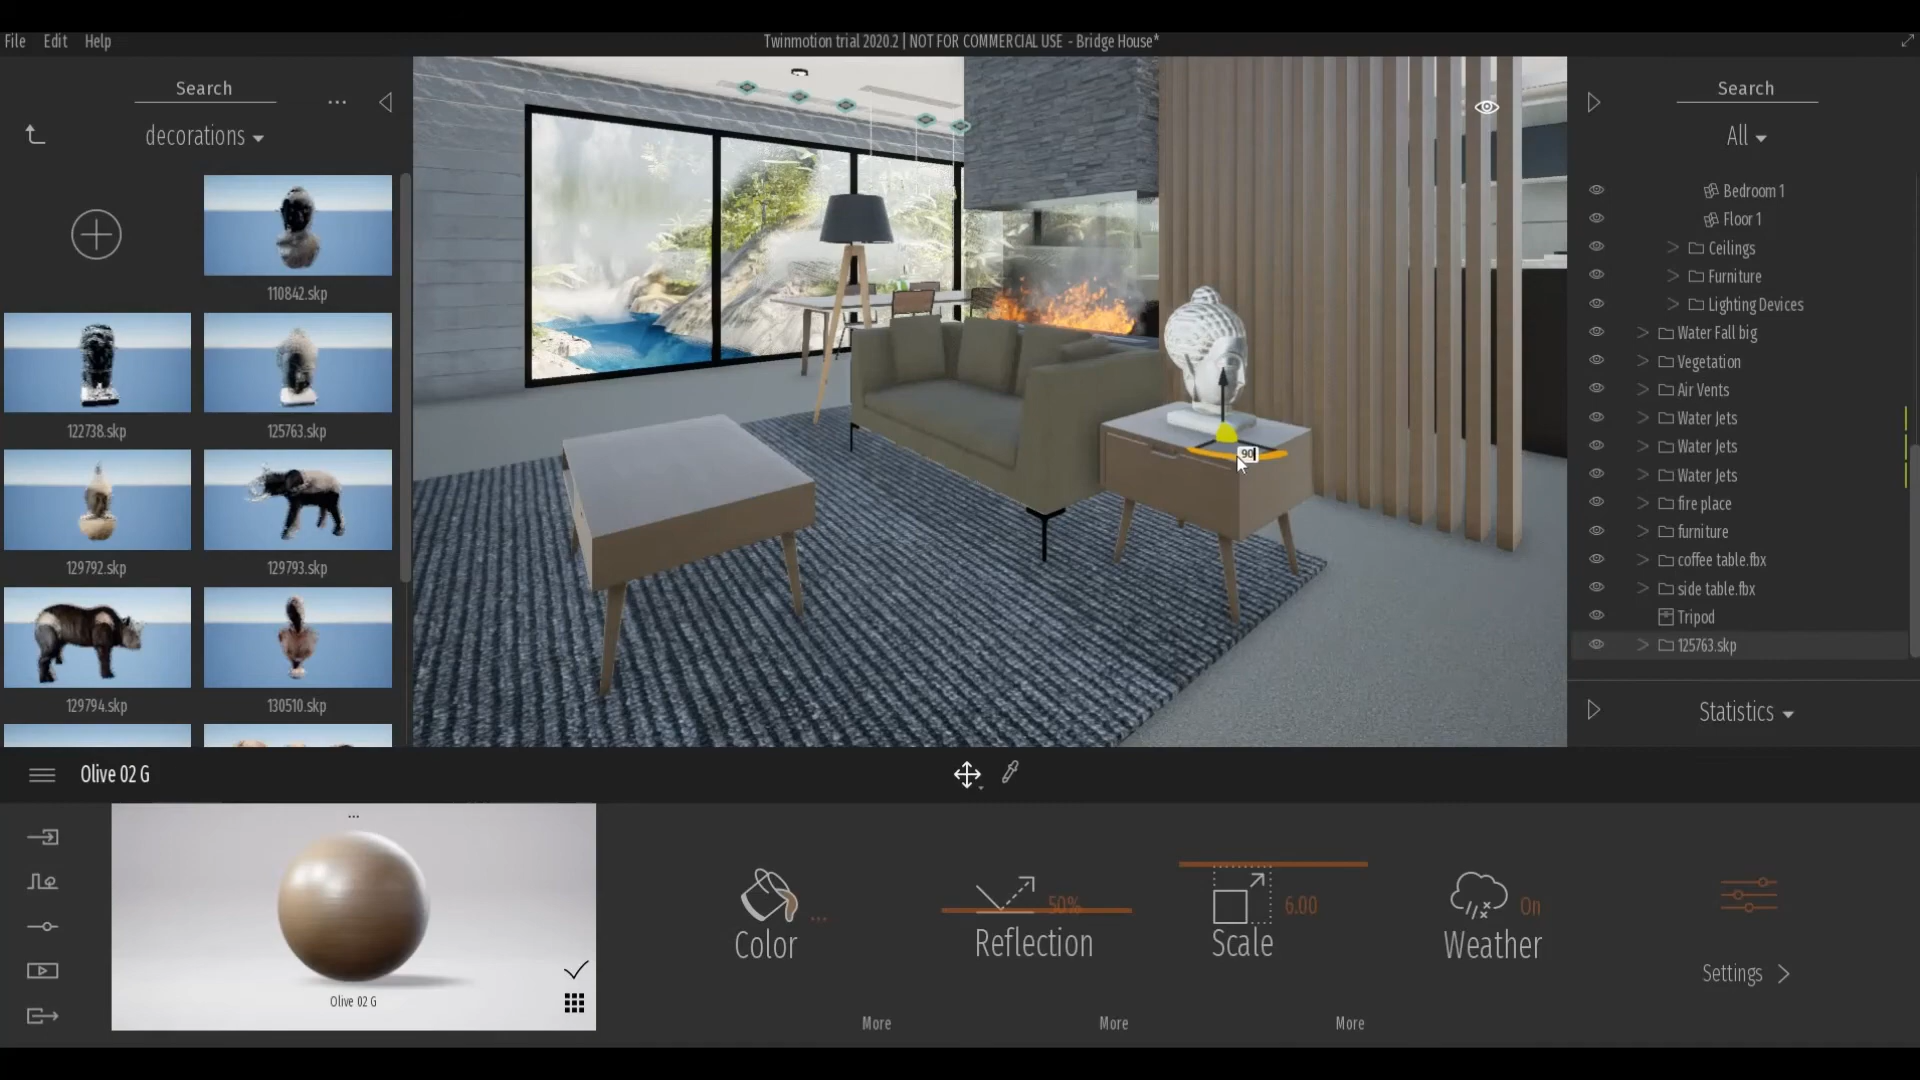 File Edit Help
Twinmotion trial 2020.2 | NOT FOR COMMERCIAL USE - Bridge House*
Search
...
decorations
110842.skp
122738.skp
125763.skp
129792.skp
129793.skp
129794.skp
130510.skp
90
Search
All
Bedroom 1
Floor 1
Ceilings
Furniture
Lighting Devices
Water Fall big
Vegetation
Air Vents
Water Jets
Water Jets
Water Jets
fire place
furniture
coffee table.fbx
side table.fbx
Tripod
125763.skp
Statistics
Olive 02 G
...
Olive 02 G
...
Color
50%
Reflection
6.00
Scale
On
Weather
Settings
More
More
More